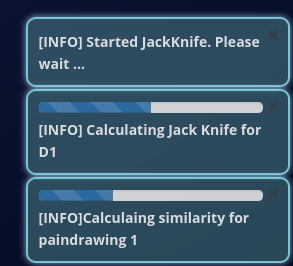 [INFO] Started JackKnife. Please
wait ...
[INFO] Calculating Jack Knife for
D1
[INFO]Calculaing similarity for
paindrawing 1